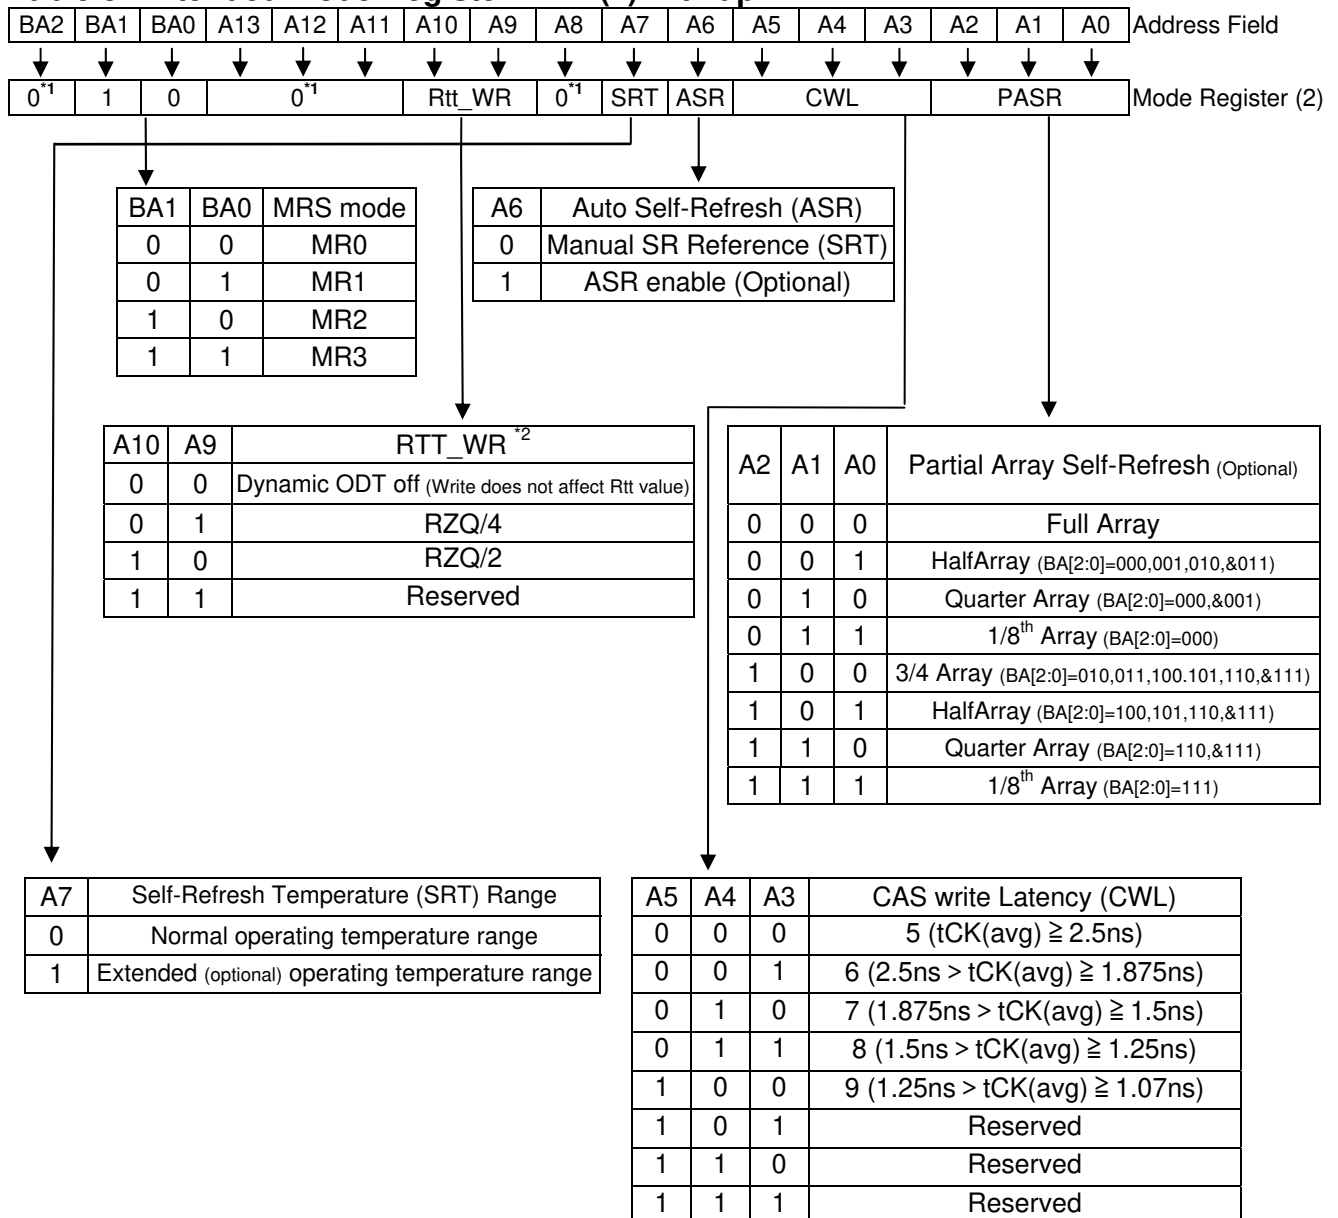 BA2 BA1 BA0 A13 A12 A11 A10 A9 A8 A7 A6 A5 A4 A3 A2 A1 A0 Address Field
0*1 1 0 0*1 Rtt_WR 0*1 SRT ASR CWL PASR Mode Register (2)
BA1 BA0 MRS mode
0 0 MR0
0 1 MR1
1 0 MR2
1 1 MR3
A6 Auto Self-Refresh (ASR)
0 Manual SR Reference (SRT)
1 ASR enable (Optional)
A10 A9 RTT_WR *2
0 0 Dynamic ODT off (Write does not affect Rtt value)
0 1 RZQ/4
1 0 RZQ/2
1 1 Reserved
A2 A1 A0 Partial Array Self-Refresh (Optional)
0 0 0 Full Array
0 0 1 HalfArray (BA[2:0]=000,001,010,&011)
0 1 0 Quarter Array (BA[2:0]=000,&001)
0 1 1 1/8th Array (BA[2:0]=000)
1 0 0 3/4 Array (BA[2:0]=010,011,100.101,110,&111)
1 0 1 HalfArray (BA[2:0]=100,101,110,&111)
1 1 0 Quarter Array (BA[2:0]=110,&111)
1 1 1 1/8th Array (BA[2:0]=111)
A7 Self-Refresh Temperature (SRT) Range
0 Normal operating temperature range
1 Extended (optional) operating temperature range
A5 A4 A3 CAS write Latency (CWL)
0 0 0 5 (tCK(avg) ≧ 2.5ns)
0 0 1 6 (2.5ns > tCK(avg) ≧ 1.875ns)
0 1 0 7 (1.875ns > tCK(avg) ≧ 1.5ns)
0 1 1 8 (1.5ns > tCK(avg) ≧ 1.25ns)
1 0 0 9 (1.25ns > tCK(avg) ≧ 1.07ns)
1 0 1 Reserved
1 1 0 Reserved
1 1 1 Reserved